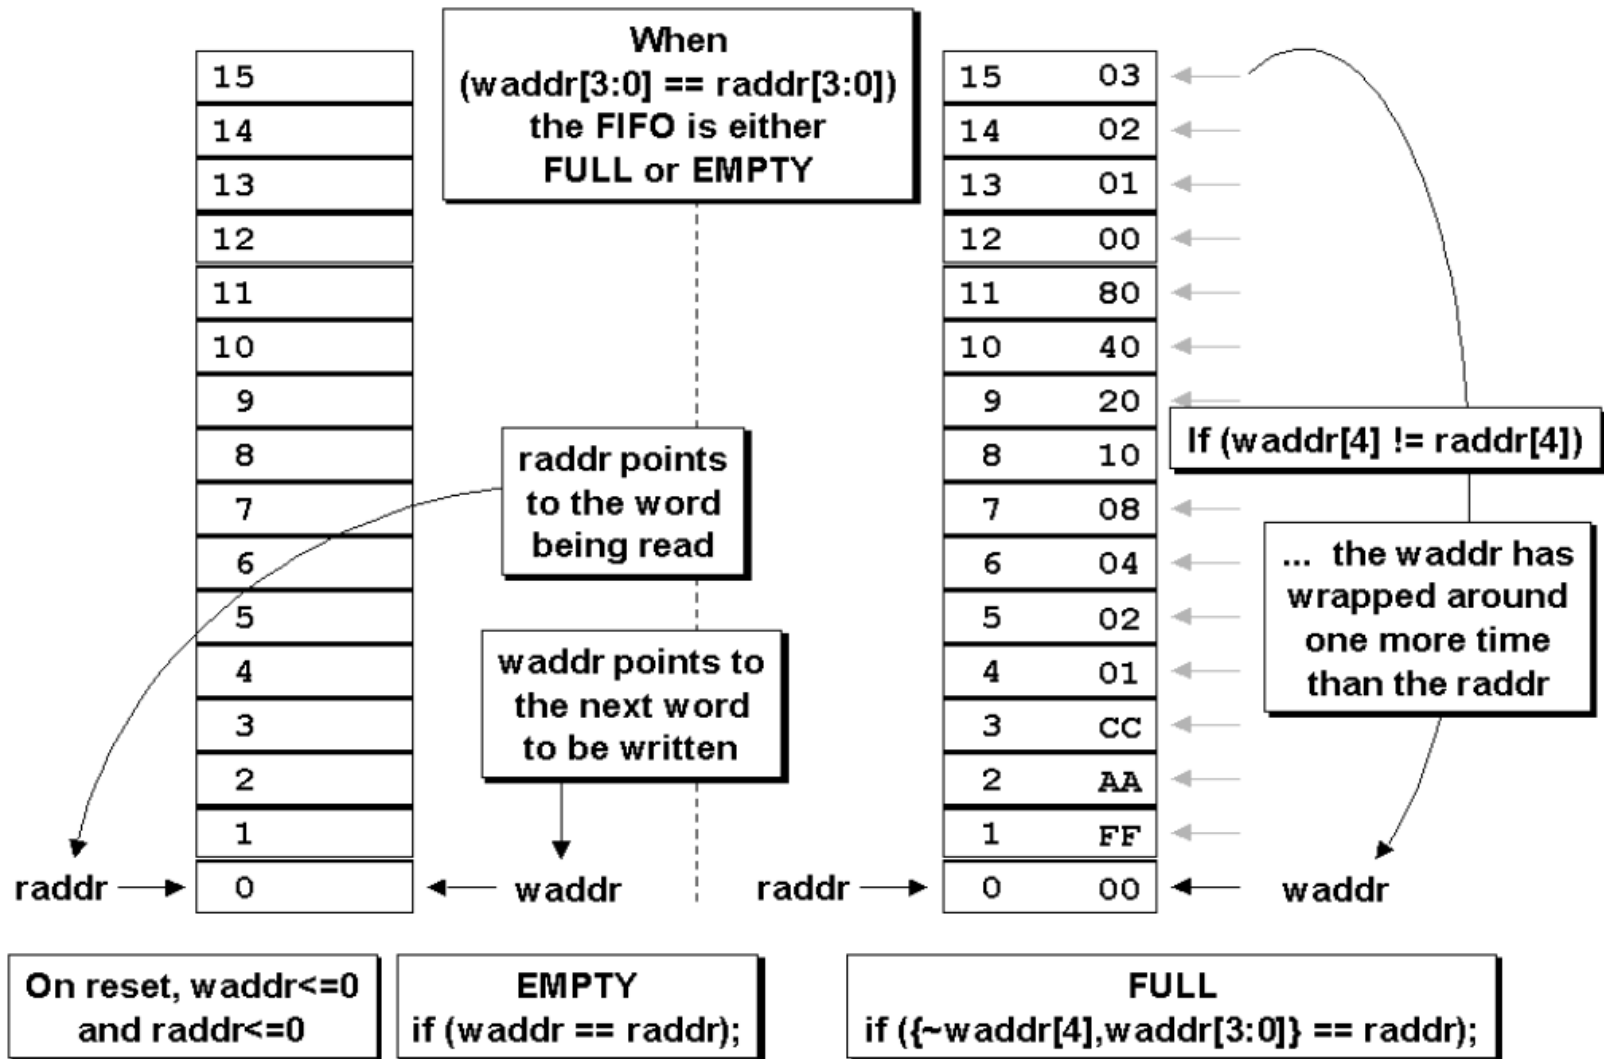 When
(waddr[3:0] == raddr[3:0])
the FIFO is either
FULL or EMPTY
15
14
13
12
11
10
9
8
7
6
5
4
3
2
1
raddr 0 waddr
raddr points
to the word
being read
waddr points to
the next word
to be written
15 03
14 02
13 01
12 00
11 80
10 40
9 20
8 10
7 08
6 04
5 02
4 01
3 CC
2 AA
1 FF
raddr 0 00 waddr
If (waddr[4] != raddr[4])
... the waddr has
wrapped around
one more time
than the raddr
On reset, waddr<=0
and raddr<=0
EMPTY
if (waddr == raddr);
FULL
if ({~waddr[4],waddr[3:0]} == raddr);